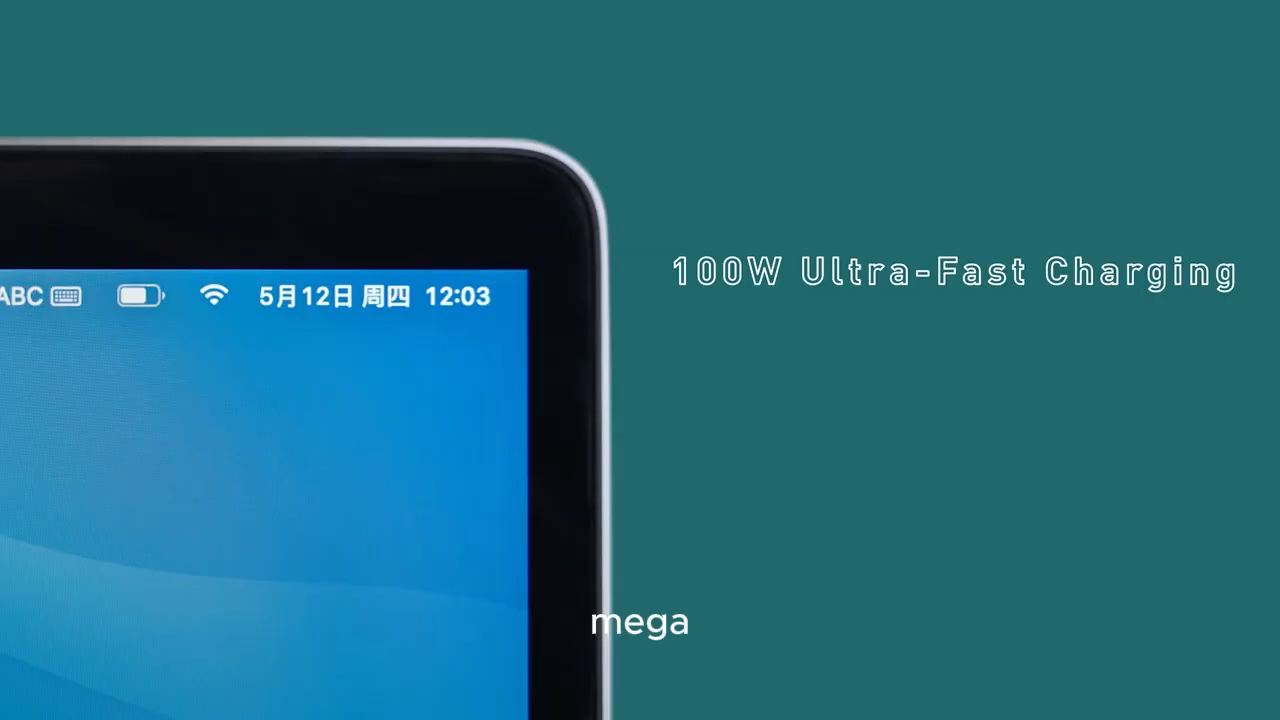 ABC 5月12日 周四 12:03
100W Ultra-Fast Charging
mega